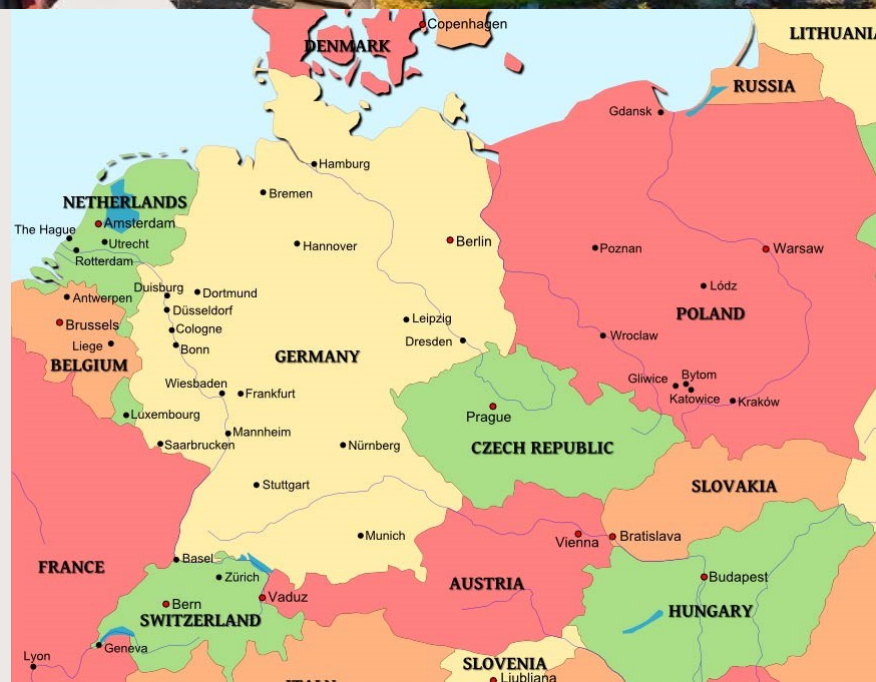 Copenhagen
DENMARK
LITHUANIA
RUSSIA
Gdansk
Hamburg
Bremen
NETHERLANDS
Amsterdam
The Hague
Utrecht
Rotterdam
Hannover
Berlin
Poznan
Warsaw
Duisburg
Dortmund
Antwerpen
Düsseldorf
Lódz
POLAND
Brussels
Cologne
Leipzig
Liege
Bonn
Dresden
Wroclaw
BELGIUM
GERMANY
Wiesbaden
Frankfurt
Gliwice
Bytom
Katowice
Kraków
Luxembourg
Prague
Mannheim
Saarbrucken
Nürnberg
CZECH REPUBLIC
Stuttgart
SLOVAKIA
Munich
Vienna
Bratislava
Basel
FRANCE
Zürich
AUSTRIA
Budapest
Vaduz
Bern
SWITZERLAND
HUNGARY
Geneva
Lyon
SLOVENIA
Ljubljana
ITALY